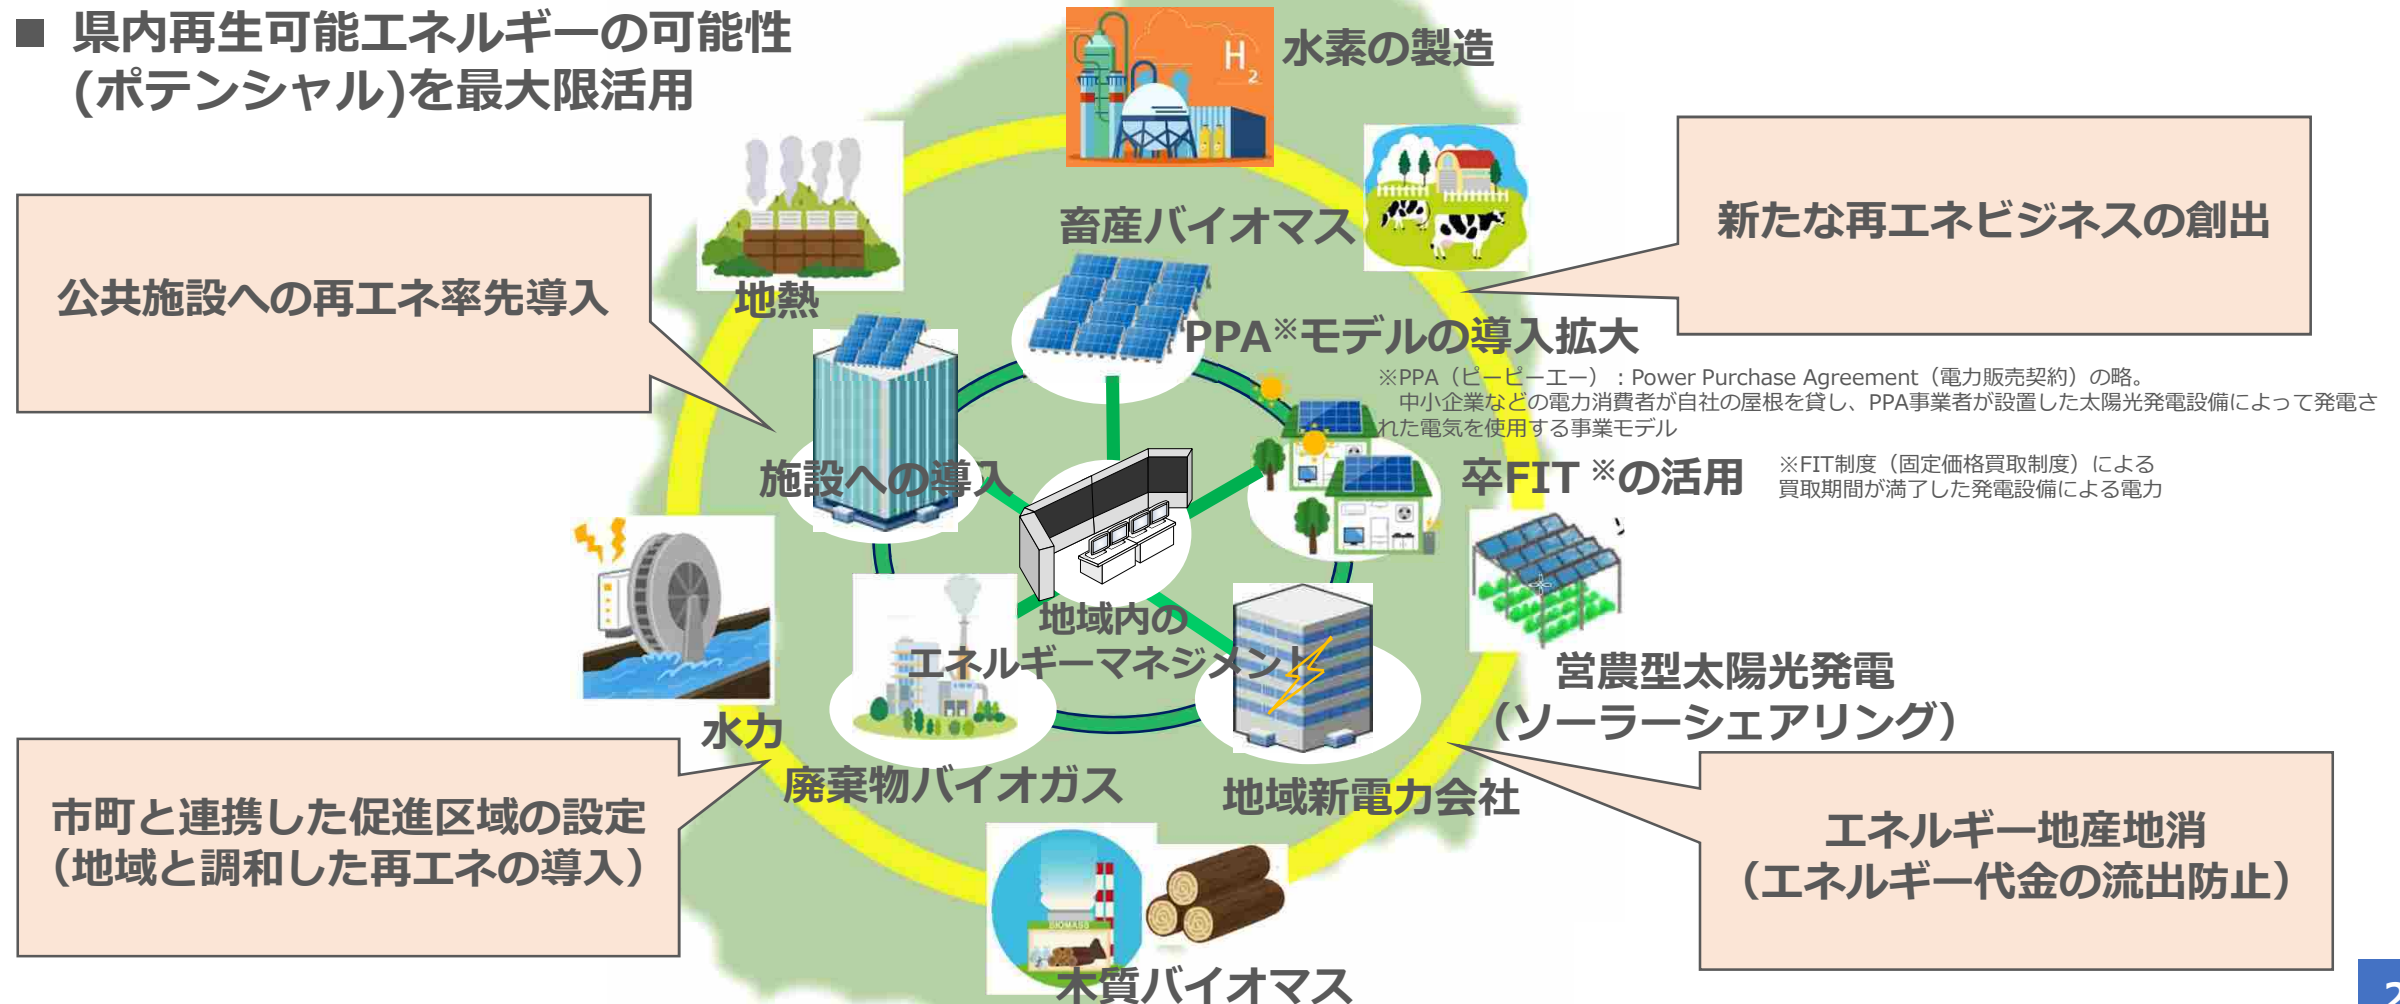 ■ 県内再生可能エネルギーの可能性
(ポテンシャル)を最大限活用
H2
水素の製造
畜産バイオマス
新たな再エネビジネスの創出
公共施設への再エネ率先導入
地熱
PPA※モデルの導入拡大
※PPA（ピーピーエー）：Power Purchase Agreement（電力販売契約）の略。
中小企業などの電力消費者が自社の屋根を貸し、PPA事業者が設置した太陽光発電設備によって発電さ
れた電気を使用する事業モデル
施設への導入
卒FIT ※の活用
※FIT制度（固定価格買取制度）による
買取期間が満了した発電設備による電力
地域内の
エネルギーマネジメント
営農型太陽光発電
（ソーラーシェアリング）
水力
廃棄物バイオガス
地域新電力会社
市町と連携した促進区域の設定
（地域と調和した再エネの導入）
エネルギー地産地消
（エネルギー代金の流出防止）
BIOMASS
木質バイオマス